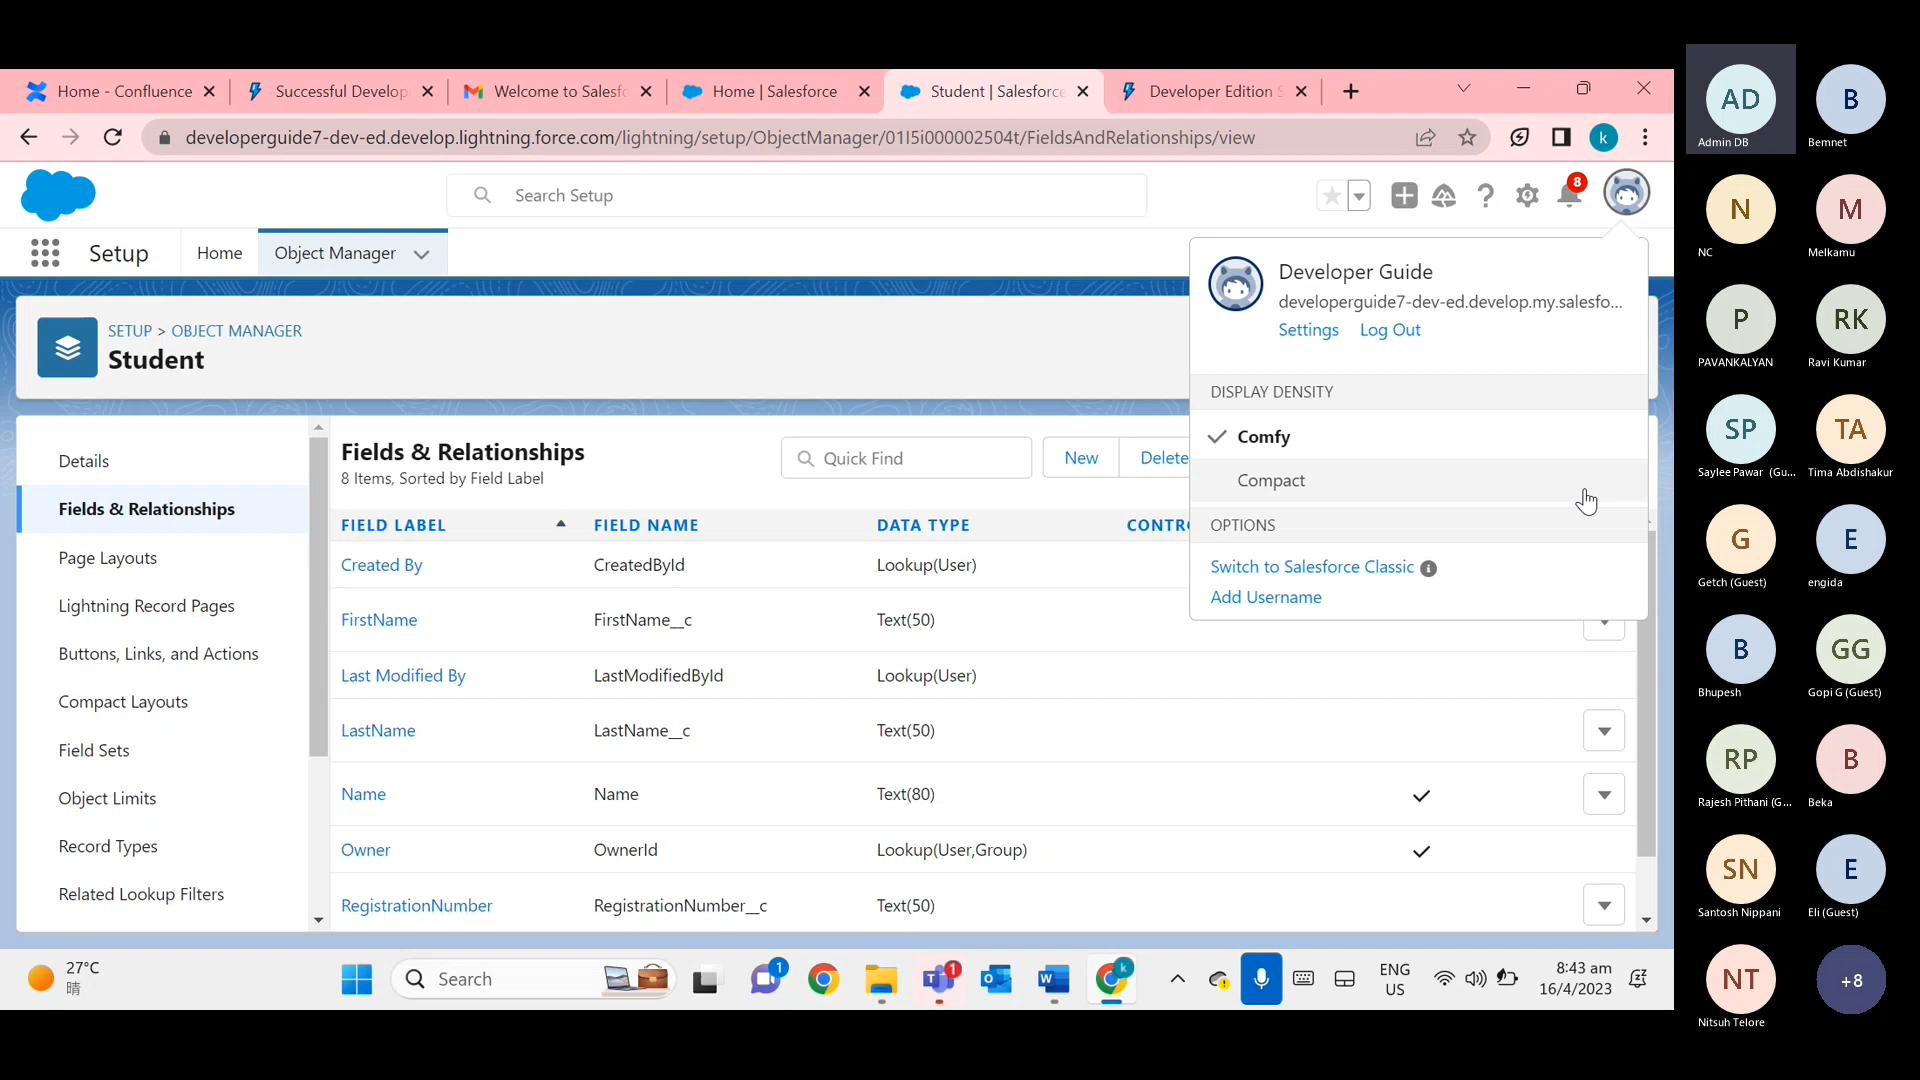 Home - Confluence
Successful Develop
Welcome to Salesfo
Home | Salesforce
Student | Salesforce
Developer Edition S
developerguide7-dev-ed.develop.lightning.force.com/lightning/setup/ObjectManager/01I5i000002504t/FieldsAndRelationships/view
k
Search Setup
8
Setup
Home
Object Manager
SETUP > OBJECT MANAGER
Student
Developer Guide
developerguide7-dev-ed.develop.my.salesfo...
Settings
Log Out
DISPLAY DENSITY
Comfy
Compact
OPTIONS
Switch to Salesforce Classic
Add Username
Details
Fields & Relationships
Page Layouts
Lightning Record Pages
Buttons, Links, and Actions
Compact Layouts
Field Sets
Object Limits
Record Types
Related Lookup Filters
Fields & Relationships
8 Items, Sorted by Field Label
Quick Find
New
Delete
FIELD LABEL FIELD NAME DATA TYPE CONTRO
Created By CreatedById Lookup(User)
FirstName FirstName__c Text(50)
Last Modified By LastModifiedById Lookup(User)
LastName LastName__c Text(50)
Name Name Text(80)
Owner OwnerId Lookup(User,Group)
RegistrationNumber RegistrationNumber__c Text(50)
27°C
晴
Search
1
1
k
ENG
US
8:43 am
16/4/2023
AD
Admin DB
B
Bemnet
N
NC
M
Melkamu
P
PAVANKALYAN
RK
Ravi Kumar
SP
Saylee Pawar (Gu...
TA
Tima Abdishakur
G
Getch (Guest)
E
engida
B
Bhupesh
GG
Gopi G (Guest)
RP
Rajesh Pithani (G...
B
Beka
SN
Santosh Nippani
E
Eli (Guest)
NT
Nitsuh Telore
+8